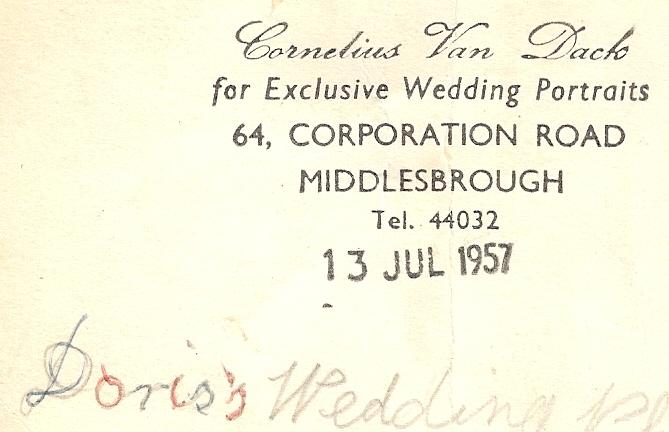 Cornelius Van Dack
for Exclusive Wedding Portraits
64, CORPORATION ROAD
MIDDLESBROUGH
Tel. 44032
13 JUL 1957
Doris's Wedding